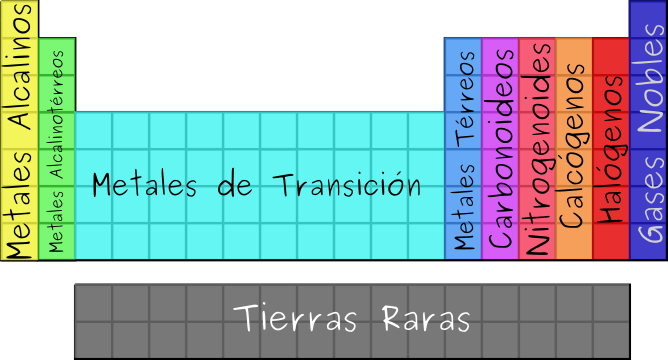 Metales Alcalinos
Metales Alcalinotérreos
Metales de Transición
Metales Térreos
Carbonoideos
Nitrogenoides
Calcógenos
Halógenos
Gases Nobles
Tierras Raras